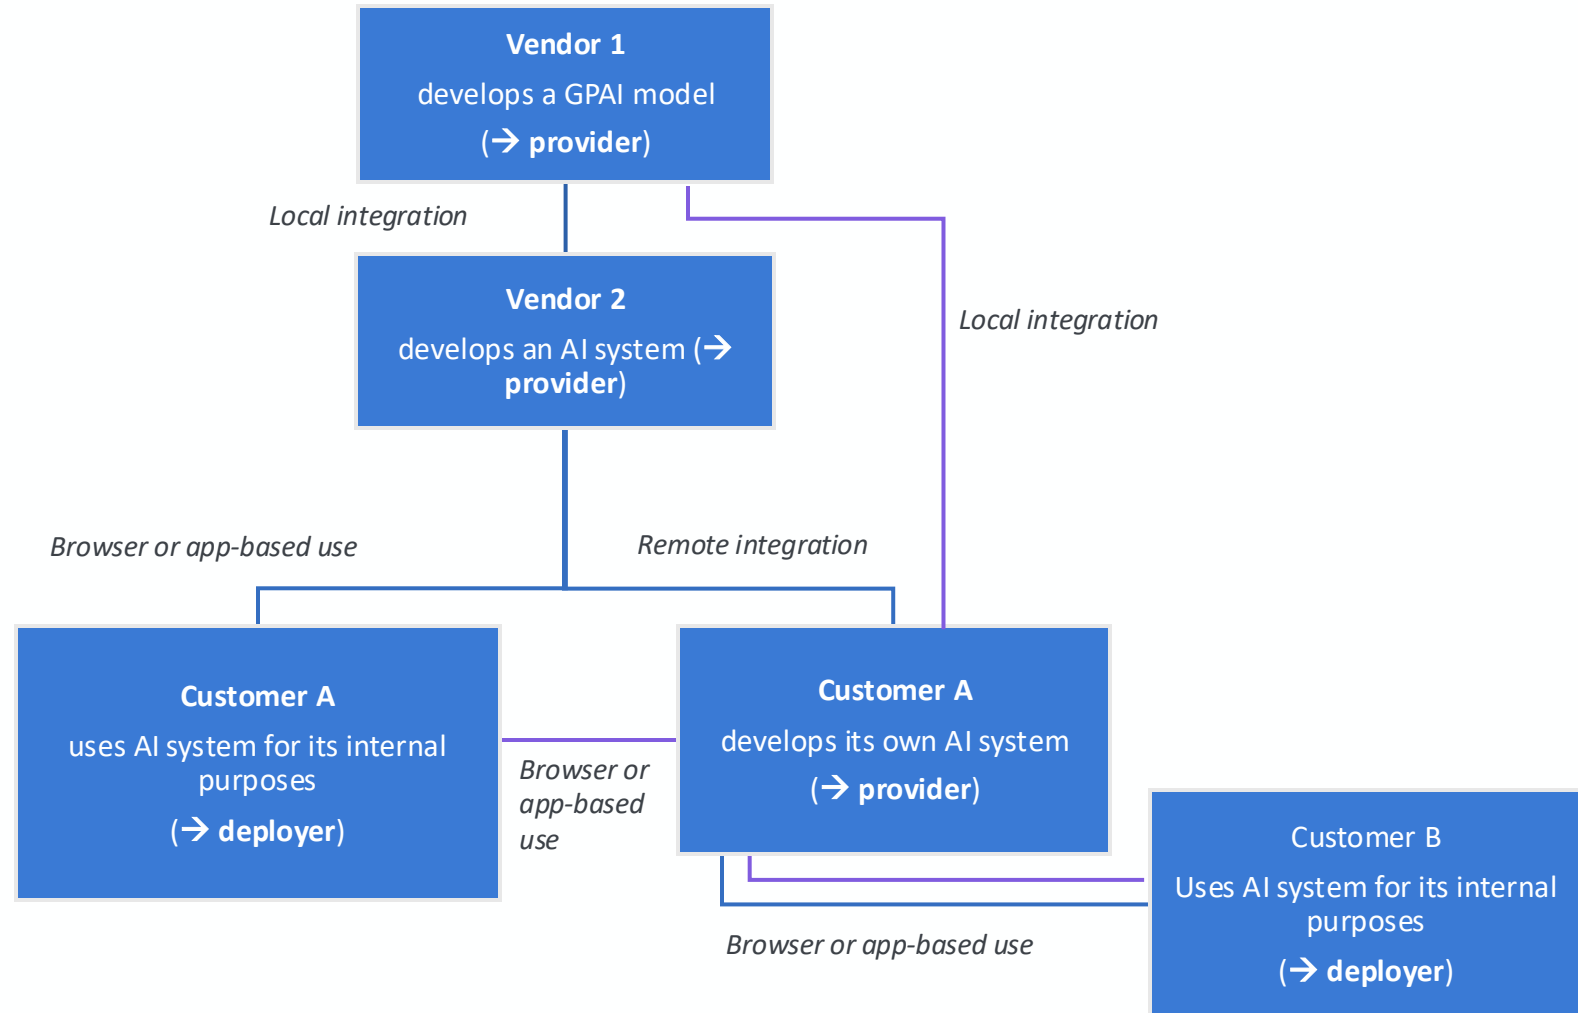 Vendor 1
develops a GPAI model
(→ provider)
Local integration
Vendor 2
develops an AI system (→
provider)
Local integration
Browser or app-based use
Remote integration
Customer A
uses AI system for its internal
purposes
(→ deployer)
Browser or
app-based
use
Customer A
develops its own AI system
(→ provider)
Customer B
Uses AI system for its internal
purposes
(→ deployer)
Browser or app-based use